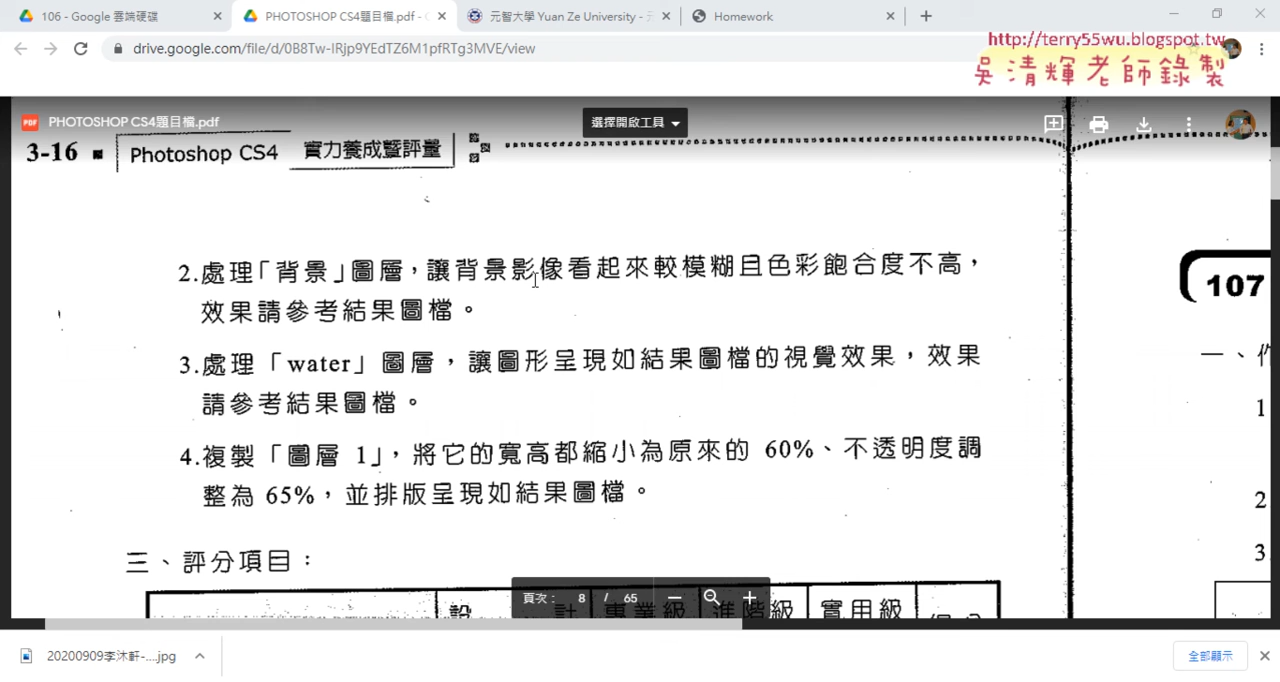 106 - Google 雲端硬碟
PHOTOSHOP CS4題目檔.pdf - G
元智大學 Yuan Ze University - 元
Homework
drive.google.com/file/d/0B8Tw-IRjp9YEdTZ6M1pfRTg3MVE/view
http://terry55wu.blogspot.tw
吳清輝老師錄製
PDF PHOTOSHOP CS4題目檔.pdf
選擇開啟工具
3-16 ■ Photoshop CS4 實力養成暨評量
2.處理「背景」圖層，讓背景影像看起來較模糊且色彩飽合度不高，
效果請參考結果圖檔。
3.處理「water」圖層，讓圖形呈現如結果圖檔的視覺效果，效果
請參考結果圖檔。
4.複製「圖層 1」，將它的寬高都縮小為原來的 60%、不透明度調
整為 65%，並排版呈現如結果圖檔。
三、評分項目：
設 計 專業級 進階級 實用級
頁次： 8 / 65
107
一、作
1
2
3
20200909李沐軒-....jpg
全部顯示